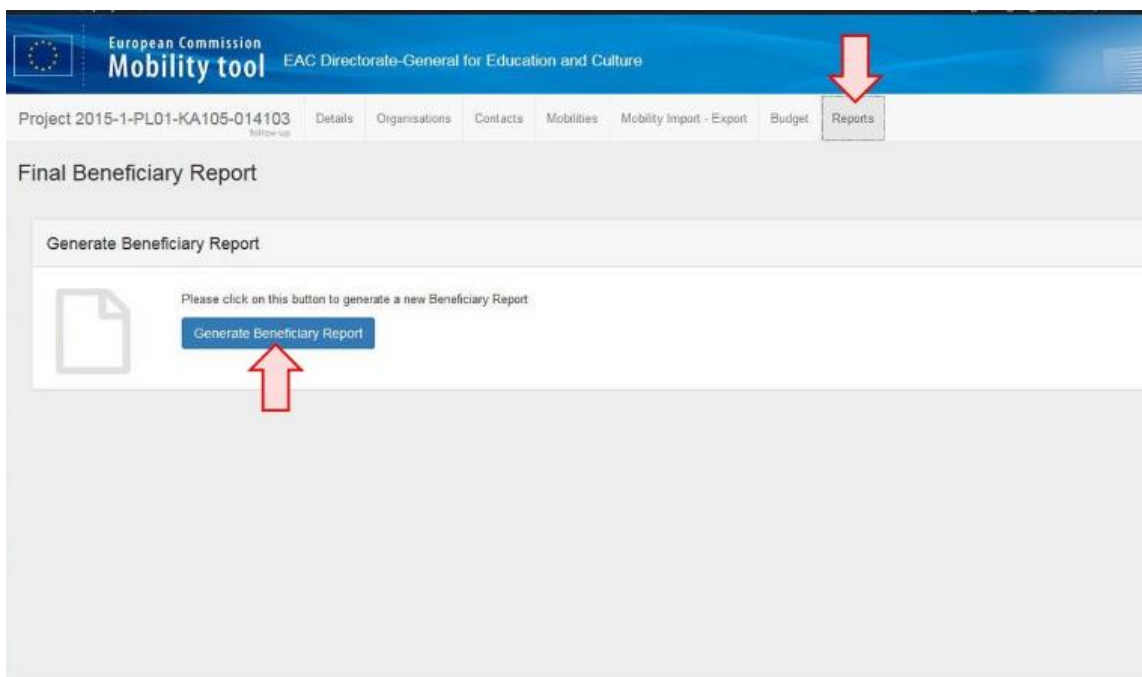 European Commission
Mobility tool
EAC Directorate-General for Education and Culture
Project 2015-1-PL01-KA105-014103
follow-up
Details
Organisations
Contacts
Mobilities
Mobility Import - Export
Budget
Reports
Final Beneficiary Report
Generate Beneficiary Report
Please click on this button to generate a new Beneficiary Report
Generate Beneficiary Report